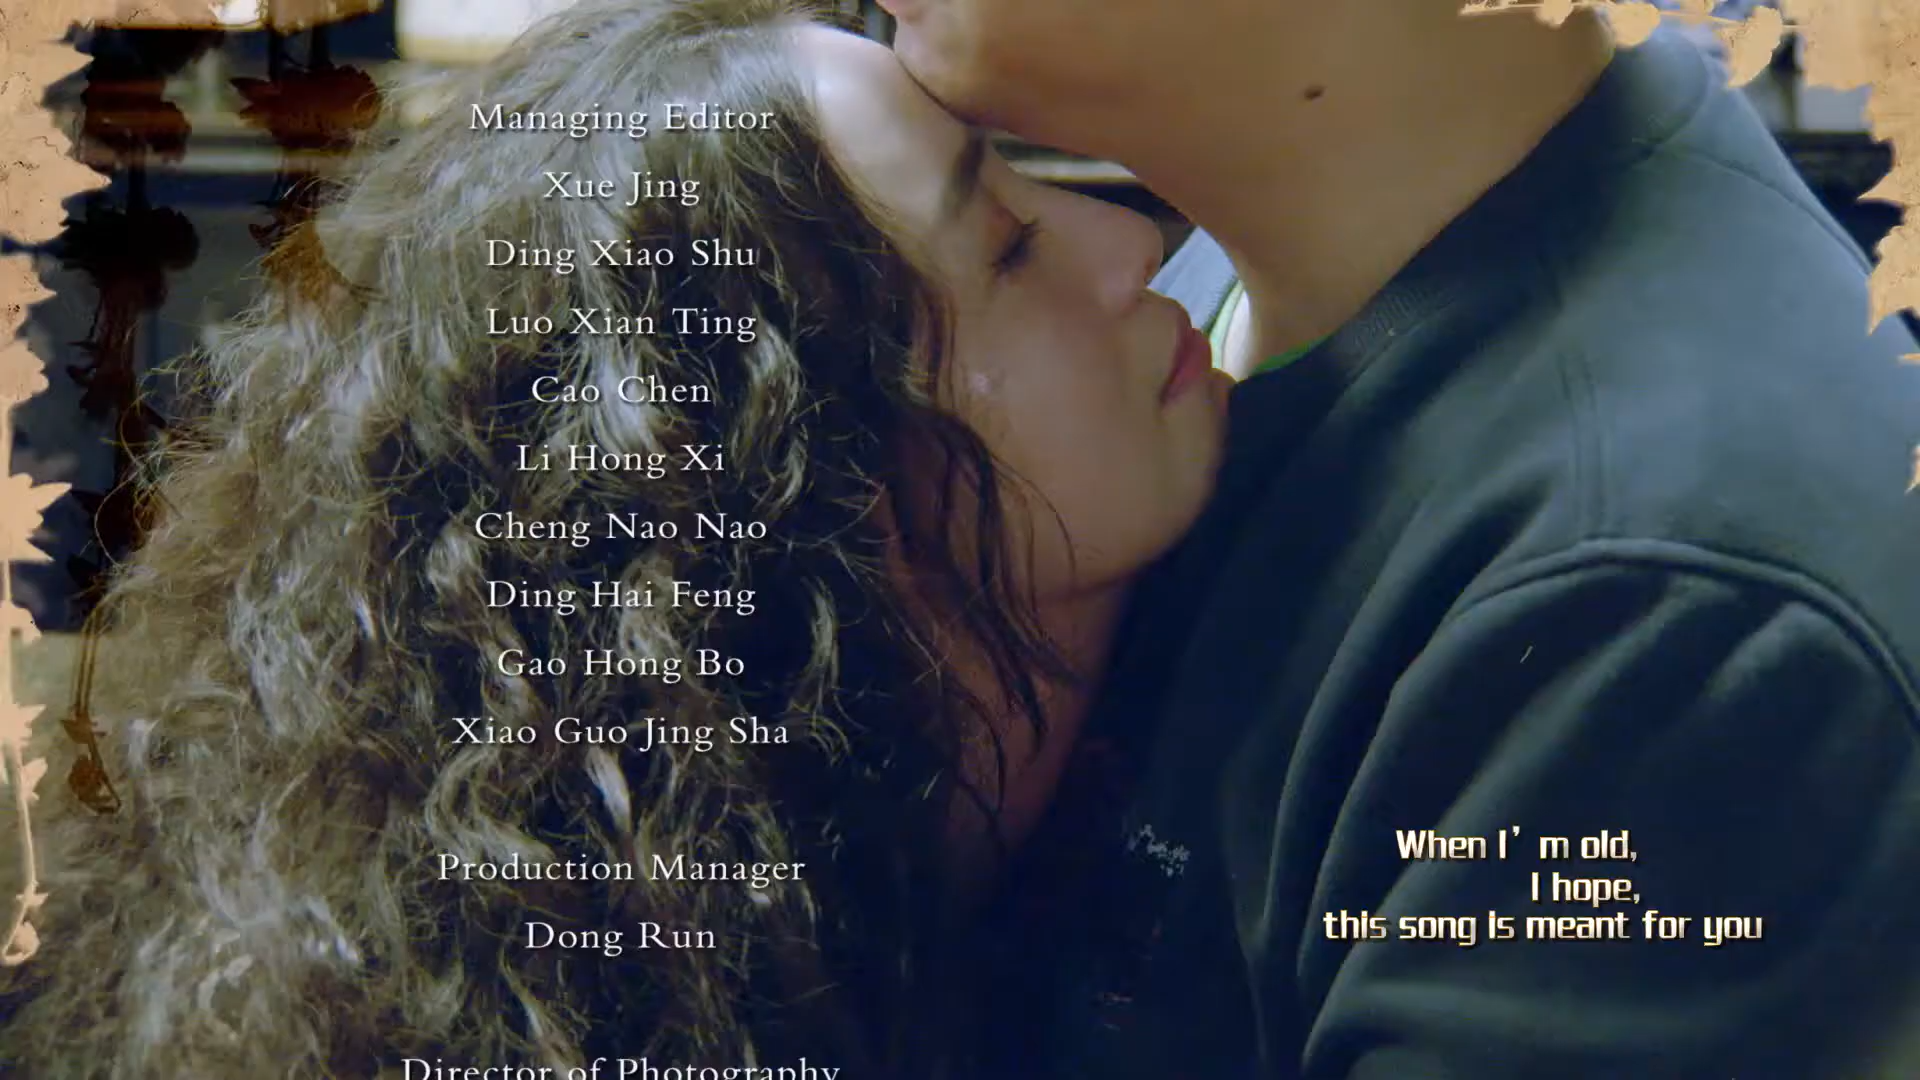 Managing Editor
Xue Jing
Ding Xiao Shu
Luo Xian Ting
Cao Chen
Li Hong Xi
Cheng Nao Nao
Ding Hai Feng
Gao Hong Bo
Xiao Guo Jing Sha
Production Manager
Dong Run
Director of Photography
When I’m old,
I hope,
this song is meant for you